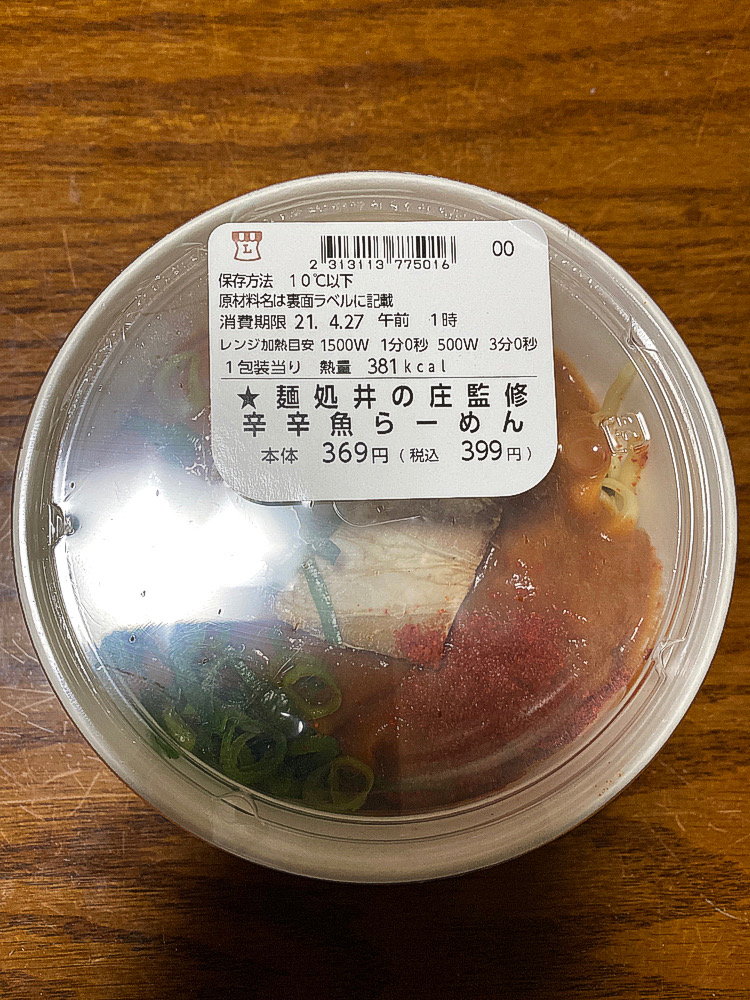 L
2 313113 775016
00
保存方法 10℃以下
原材料名は裏面ラベルに記載
消費期限 21. 4.27 午前 1時
レンジ加熱目安 1500W 1分0秒 500W 3分0秒
1包装当り 熱量 381kcal
★麺処井の庄監修
辛辛魚らーめん
本体 369円(税込 399円)